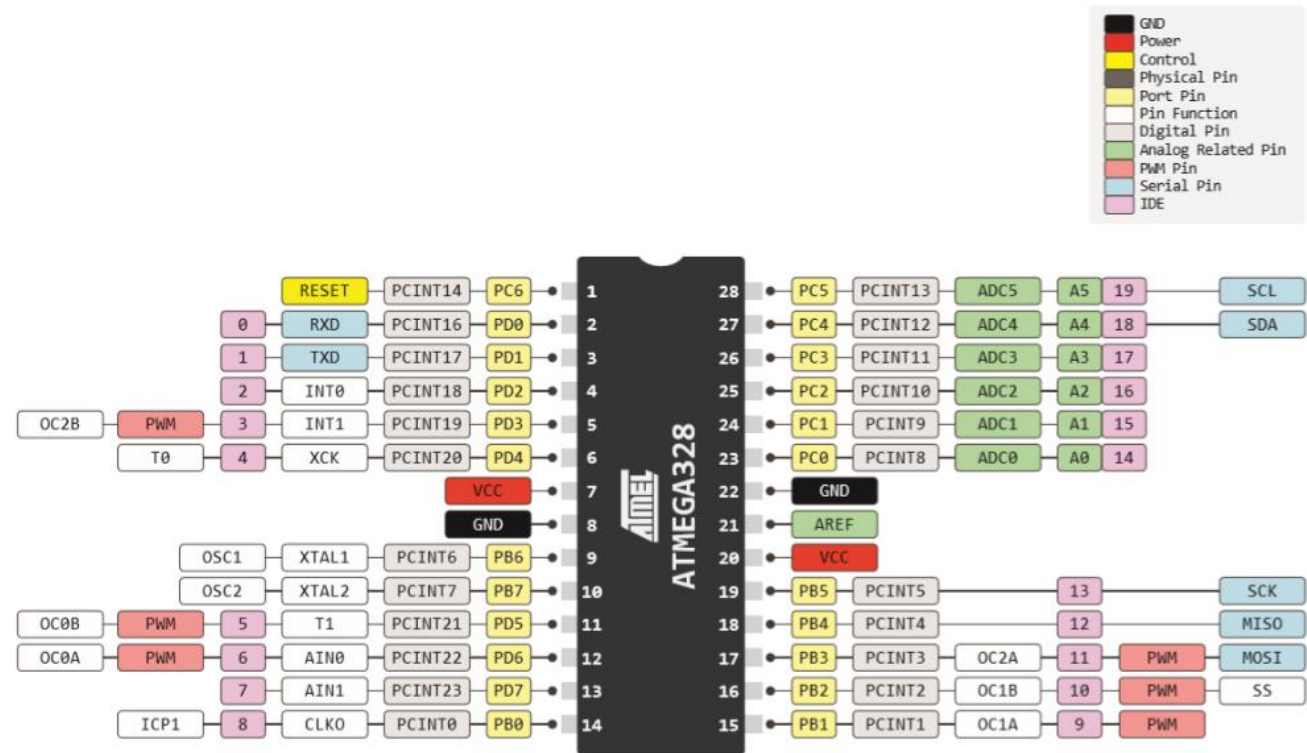 GND
Power
Control
Physical Pin
Port Pin
Pin Function
Digital Pin
Analog Related Pin
PWM Pin
Serial Pin
IDE
RESET PCINT14 PC6 1 28 PC5 PCINT13 ADC5 A5 19 SCL
0 RXD PCINT16 PD0 2 27 PC4 PCINT12 ADC4 A4 18 SDA
1 TXD PCINT17 PD1 3 26 PC3 PCINT11 ADC3 A3 17
2 INT0 PCINT18 PD2 4 25 PC2 PCINT10 ADC2 A2 16
OC2B PWM 3 INT1 PCINT19 PD3 5 24 PC1 PCINT9 ADC1 A1 15
T0 4 XCK PCINT20 PD4 6 23 PC0 PCINT8 ADC0 A0 14
VCC 7 22 GND
GND 8 21 AREF
OSC1 XTAL1 PCINT6 PB6 9 20 VCC
OSC2 XTAL2 PCINT7 PB7 10 19 PB5 PCINT5 13 SCK
OC0B PWM 5 T1 PCINT21 PD5 11 18 PB4 PCINT4 12 MISO
OC0A PWM 6 AIN0 PCINT22 PD6 12 17 PB3 PCINT3 OC2A 11 PWM MOSI
7 AIN1 PCINT23 PD7 13 16 PB2 PCINT2 OC1B 10 PWM SS
ICP1 8 CLKO PCINT0 PB0 14 15 PB1 PCINT1 OC1A 9 PWM
ATMEL
ATMEGA328